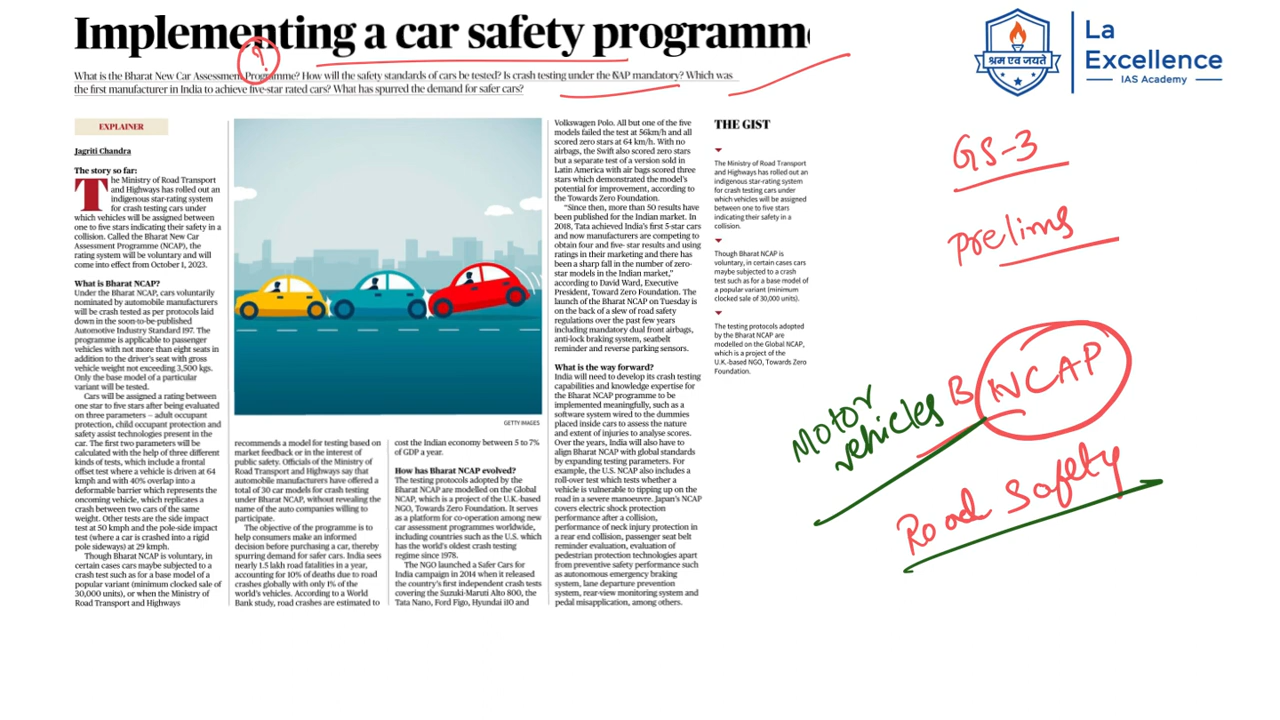 Implementing a car safety programm
What is the Bharat New Car Assessment Programme? How will the safety standards of cars be tested? Is crash testing under the NAP mandatory? Which was
the first manufacturer in India to achieve five-star rated cars? What has spurred the demand for safer cars?
EXPLAINER
Jagriti Chandra
The story so far:
The Ministry of Road Transport
and Highways has rolled out an
indigenous star-rating system
for crash testing cars under
which vehicles will be assigned between
one to five stars indicating their safety in a
collision. Called the Bharat New Car
Assessment Programme (NCAP), the
rating system will be voluntary and will
come into effect from October 1, 2023.
What is Bharat NCAP?
Under the Bharat NCAP, cars voluntarily
nominated by automobile manufacturers
will be crash tested as per protocols laid
down in the soon-to-be-published
Automotive Industry Standard 197. The
programme is applicable to passenger
vehicles with not more than eight seats in
addition to the driver's seat with gross
vehicle weight not exceeding 3,500 kgs.
Only the base model of a particular
variant will be tested.
Cars will be assigned a rating between
one star to five stars after being evaluated
on three parameters – adult occupant
protection, child occupant protection and
safety assist technologies present in the
car. The first two parameters will be
calculated with the help of three different
kinds of tests, which include a frontal
offset test where a vehicle is driven at 64
kmph and with 40% overlap into a
deformable barrier which represents the
oncoming vehicle, which replicates a
crash between two cars of the same
weight. Other tests are the side impact
test at 50 kmph and the pole-side impact
test (where a car is crashed into a rigid
pole sideways) at 29 kmph.
Though Bharat NCAP is voluntary, in
certain cases cars maybe subjected to a
crash test such as for a base model of a
popular variant (minimum clocked sale of
30,000 units), or when the Ministry of
Road Transport and Highways
GETTY IMAGES
recommends a model for testing based on
market feedback or in the interest of
public safety. Officials of the Ministry of
Road Transport and Highways say that
automobile manufacturers have offered a
total of 30 car models for crash testing
under Bharat NCAP, without revealing the
name of the auto companies willing to
participate.
The objective of the programme is to
help consumers make an informed
decision before purchasing a car, thereby
spurring demand for safer cars. India sees
nearly 1.5 lakh road fatalities in a year,
accounting for 10% of deaths due to road
crashes globally with only 1% of the
world's vehicles. According to a World
Bank study, road crashes are estimated to
cost the Indian economy between 5 to 7%
of GDP a year.
How has Bharat NCAP evolved?
The testing protocols adopted by the
Bharat NCAP are modelled on the Global
NCAP, which is a project of the U.K.-based
NGO, Towards Zero Foundation. It serves
as a platform for co-operation among new
car assessment programmes worldwide,
including countries such as the U.S. which
has the world's oldest crash testing
regime since 1978.
The NGO launched a Safer Cars for
India campaign in 2014 when it released
the country's first independent crash tests
covering the Suzuki-Maruti Alto 800, the
Tata Nano, Ford Figo, Hyundai i10 and
Volkswagen Polo. All but one of the five
models failed the test at 56km/h and all
scored zero stars at 64 km/h. With no
airbags, the Swift also scored zero stars
but a separate test of a version sold in
Latin America with air bags scored three
stars which demonstrated the model's
potential for improvement, according to
the Towards Zero Foundation.
"Since then, more than 50 results have
been published for the Indian market. In
2018, Tata achieved India's first 5-star cars
and now manufacturers are competing to
obtain four and five- star results and using
ratings in their marketing and there has
been a sharp fall in the number of zero-
star models in the Indian market,"
according to David Ward, Executive
President, Toward Zero Foundation. The
launch of the Bharat NCAP on Tuesday is
on the back of a slew of road safety
regulations over the past few years
including mandatory dual front airbags,
anti-lock braking system, seatbelt
reminder and reverse parking sensors.
What is the way forward?
India will need to develop its crash testing
capabilities and knowledge expertise for
the Bharat NCAP programme to be
implemented meaningfully, such as a
software system wired to the dummies
placed inside cars to assess the nature
and extent of injuries to analyse scores.
Over the years, India will also have to
align Bharat NCAP with global standards
by expanding testing parameters. For
example, the U.S. NCAP also includes a
roll-over test which tests whether a
vehicle is vulnerable to tipping up on the
road in a severe manoeuvre. Japan's NCAP
covers electric shock protection
performance after a collision,
performance of neck injury protection in
a rear end collision, passenger seat belt
reminder evaluation, evaluation of
pedestrian protection technologies apart
from preventive safety performance such
as autonomous emergency braking
system, lane departure prevention
system, rear-view monitoring system and
pedal misapplication, among others.
THE GIST
The Ministry of Road Transport
and Highways has rolled out an
indigenous star-rating system
for crash testing cars under
which vehicles will be assigned
between one to five stars
indicating their safety in a
collision.
Though Bharat NCAP is
voluntary, in certain cases cars
maybe subjected to a crash
test such as for a base model of
a popular variant (minimum
clocked sale of 30,000 units).
The testing protocols adopted
by the Bharat NCAP are
modelled on the Global NCAP,
which is a project of the
U.K.-based NGO, Towards Zero
Foundation.
श्रम एव जयते
La
Excellence
IAS Academy
GS-3
prelims
BNCAP
Motor
vehicles
Road Safety